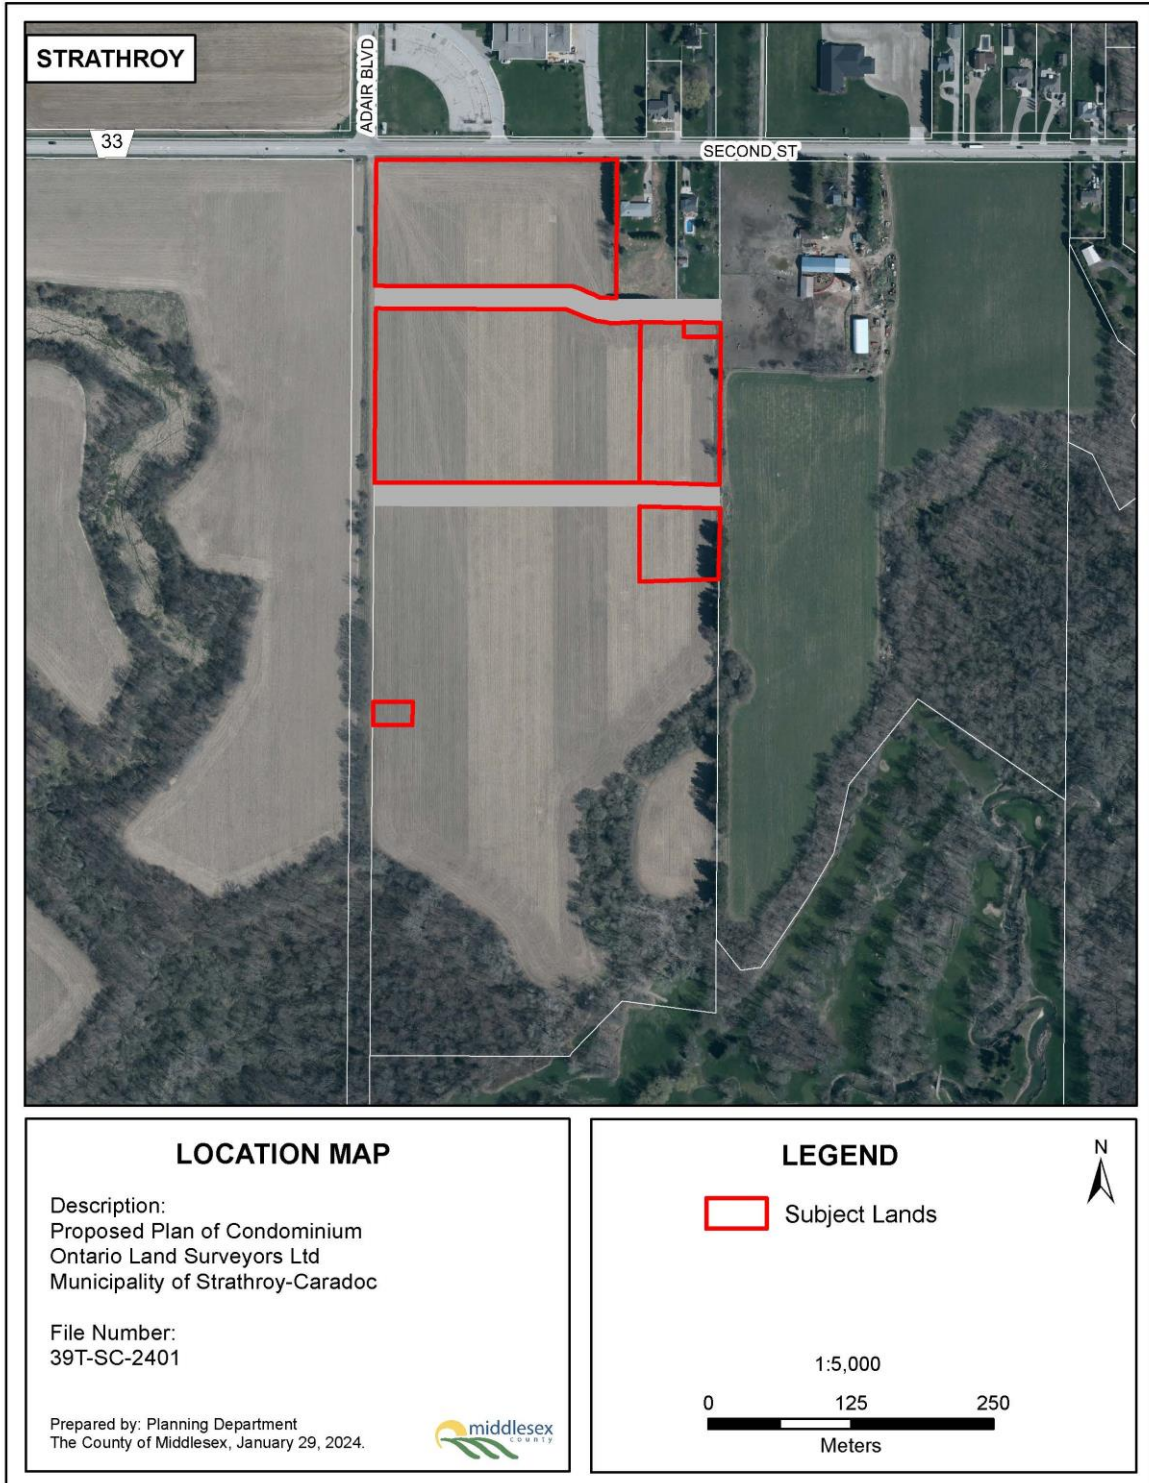 STRATHROY
ADAIR BLVD
33
SECOND ST
LOCATION MAP
Description:
Proposed Plan of Condominium
Ontario Land Surveyors Ltd
Municipality of Strathroy-Caradoc
File Number:
39T-SC-2401
Prepared by: Planning Department
The County of Middlesex, January 29, 2024.
middlesex
county
LEGEND
N
Subject Lands
1:5,000
0 125 250
Meters